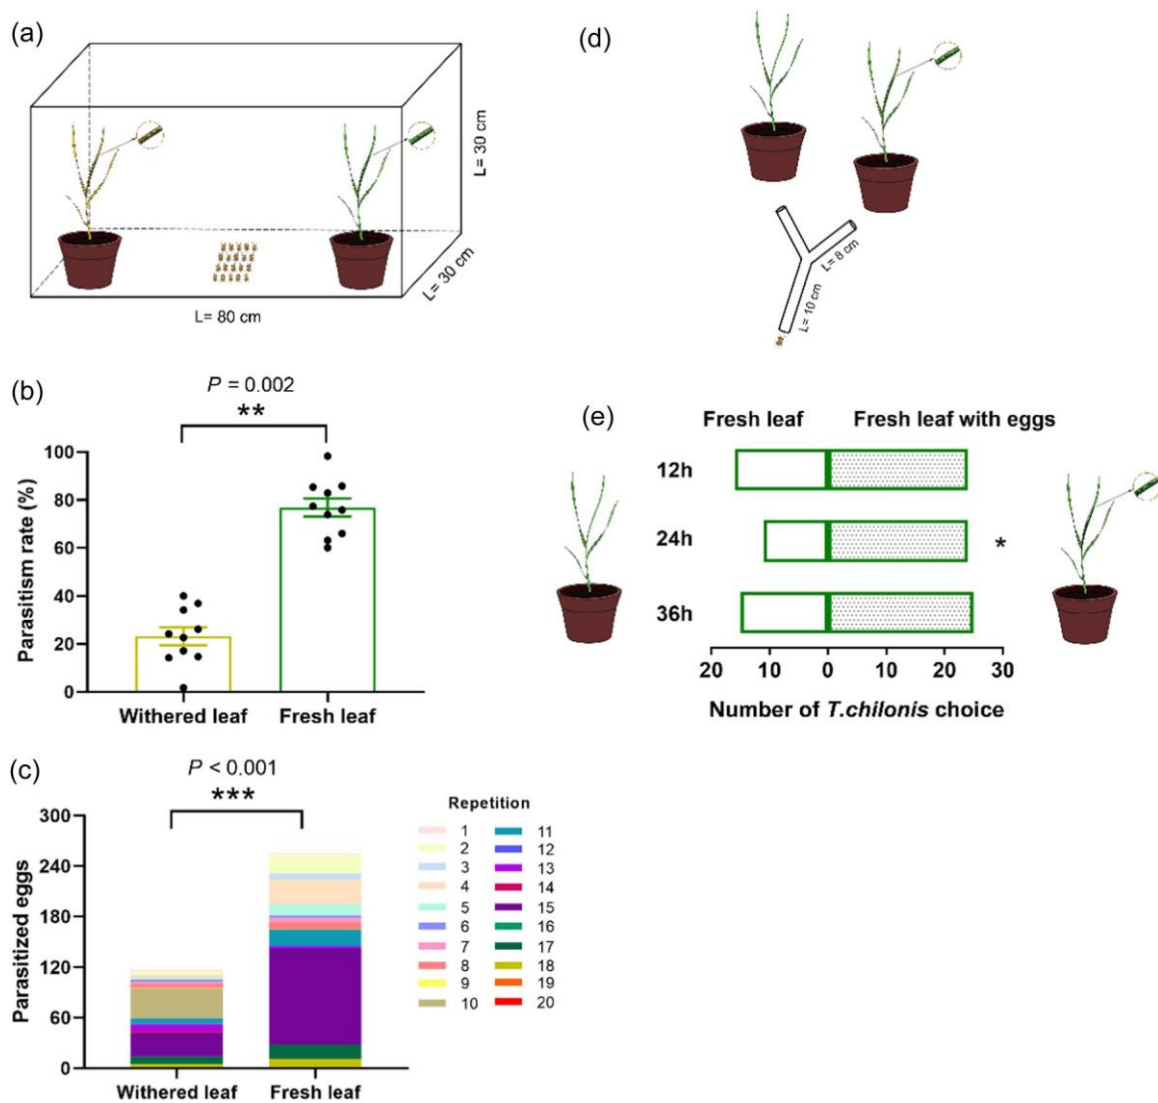 (a)
L= 30 cm
L= 30 cm
L= 80 cm
(b)
P = 0.002
**
Parasitism rate (%)
100
80
60
40
20
0
Withered leaf
Fresh leaf
(c)
P < 0.001
***
Parasitized eggs
300
240
180
120
60
0
Withered leaf
Fresh leaf
Repetition
1
2
3
4
5
6
7
8
9
10
11
12
13
14
15
16
17
18
19
20
(d)
L= 8 cm
L= 10 cm
(e)
Fresh leaf
Fresh leaf with eggs
12h
24h
*
36h
20 10 0 10 20 30
Number of T.chilonis choice